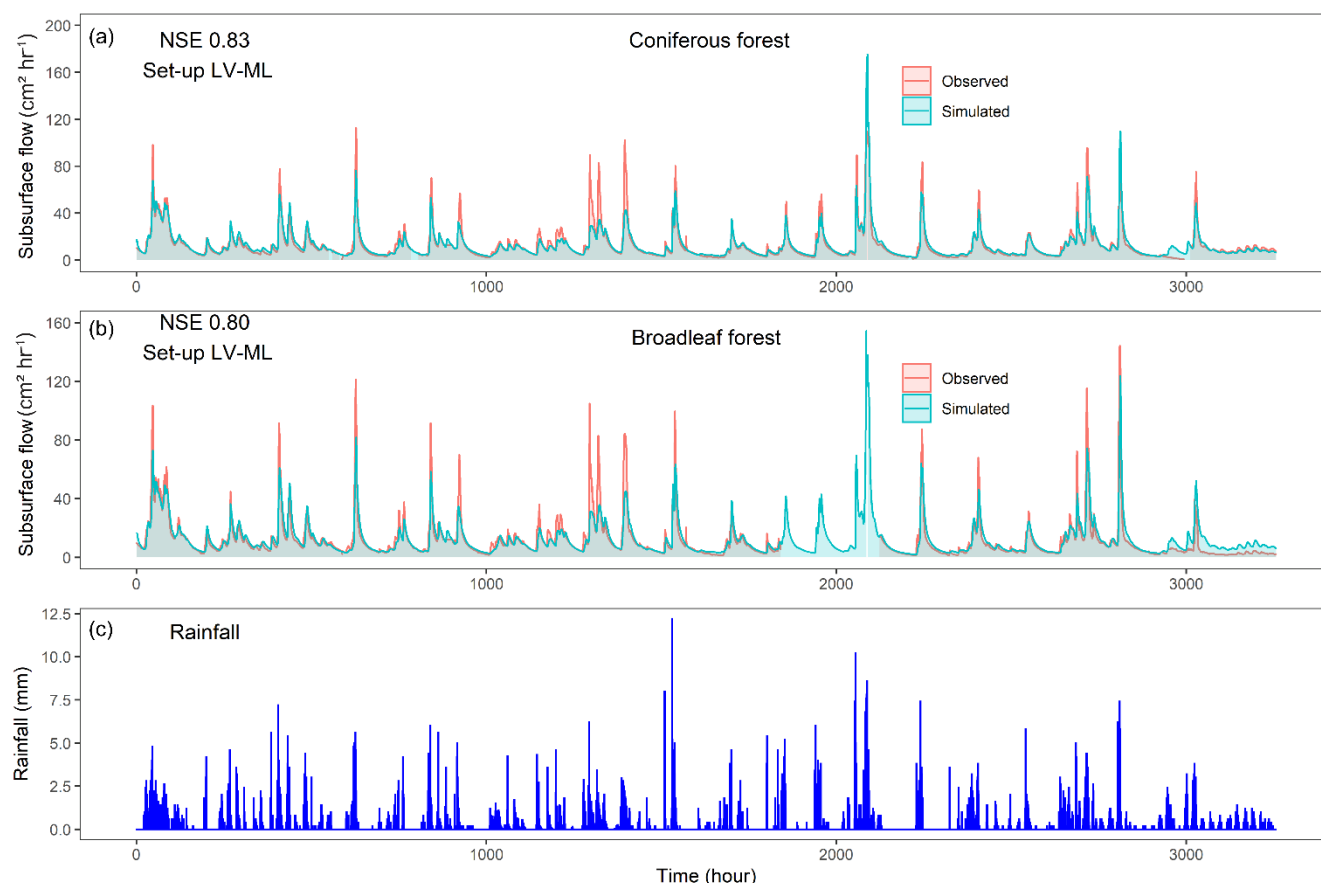 (a)
NSE 0.83
Set-up LV-ML
Coniferous forest
Observed
Simulated
Subsurface flow (cm² hr⁻¹)
200
160
120
80
40
0
0 1000 2000 3000
(b)
NSE 0.80
Set-up LV-ML
Broadleaf forest
Observed
Simulated
Subsurface flow (cm² hr⁻¹)
160
120
80
40
0
0 1000 2000 3000
(c)
Rainfall
Rainfall (mm)
12.5
10.0
7.5
5.0
2.5
0.0
0 1000 2000 3000
Time (hour)